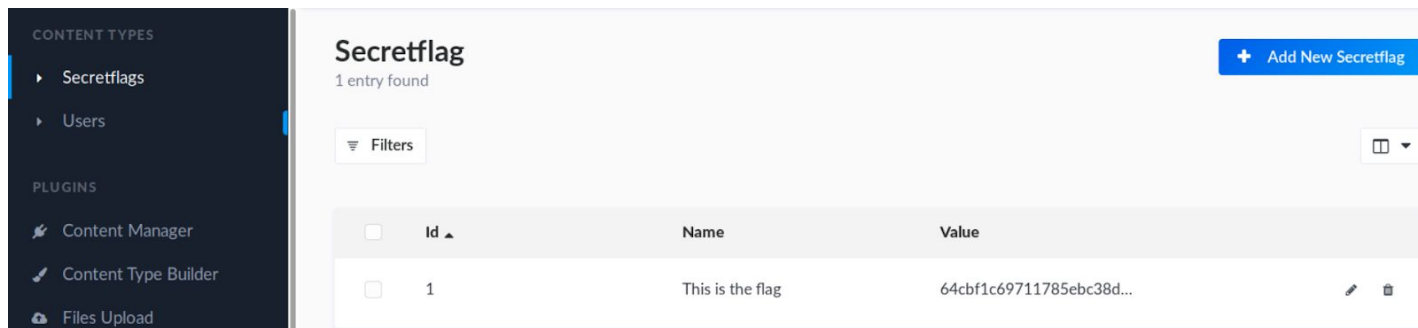 CONTENT TYPES
Secretflags
Users
PLUGINS
Content Manager
Content Type Builder
Files Upload
Secretflag
1 entry found
Add New Secretflag
Filters
Id Name Value
1 This is the flag 64cbf1c69711785ebc38d...